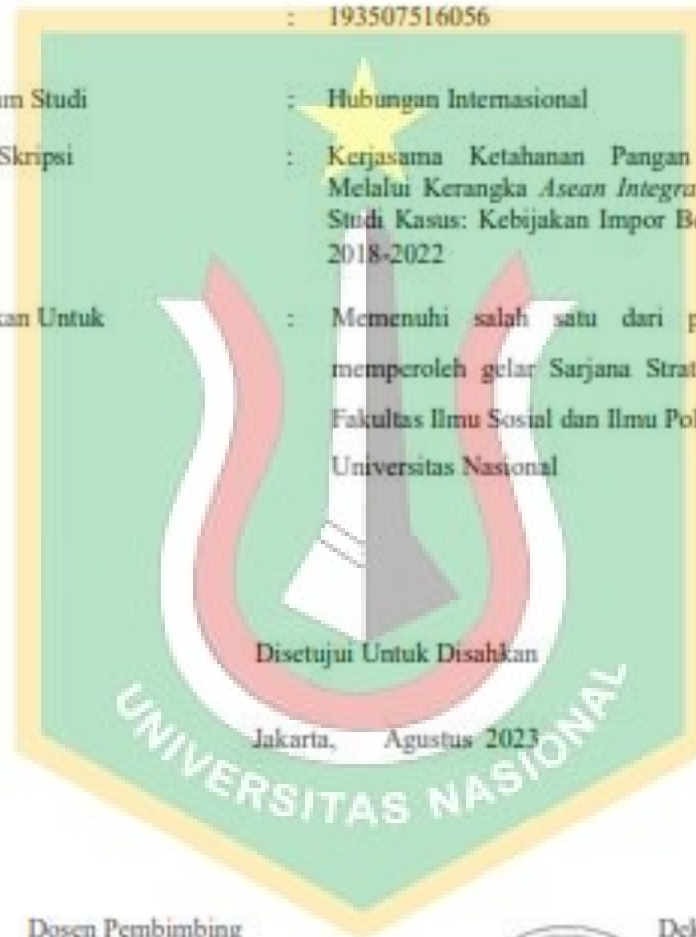 : 193507516056
m Studi : Hubungan Internasional
Skripsi : Kerjasama Ketahanan Pangan
Melalui Kerangka Asean Integra
Studi Kasus: Kebijakan Impor Be
2018-2022
kan Untuk : Memenuhi salah satu dari p
memperoleh gelar Sarjana Strat
Fakultas Ilmu Sosial dan Ilmu Pol
Universitas Nasional
Disetujui Untuk Disahkan
Jakarta, Agustus 2023
UNIVERSITAS NASIONAL
Dosen Pembimbing Dek